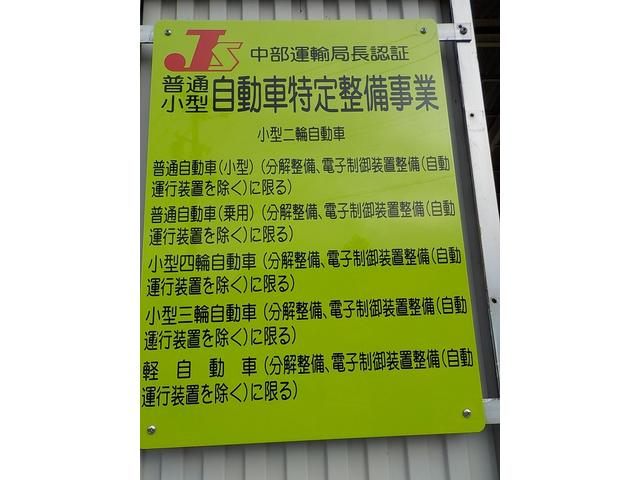 JS 中部運輸局長認証
普通
小型 自動車特定整備事業
小型二輪自動車
普通自動車(小型)(分解整備、電子制御装置整備(自動
運行装置を除く)に限る)
普通自動車(乗用)(分解整備、電子制御装置整備(自動
運行装置を除く)に限る)
小型四輪自動車(分解整備、電子制御装置整備(自動
運行装置を除く)に限る)
小型三輪自動車(分解整備、電子制御装置整備(自動
運行装置を除く)に限る)
軽自動車(分解整備、電子制御装置整備(自動
運行装置を除く)に限る)